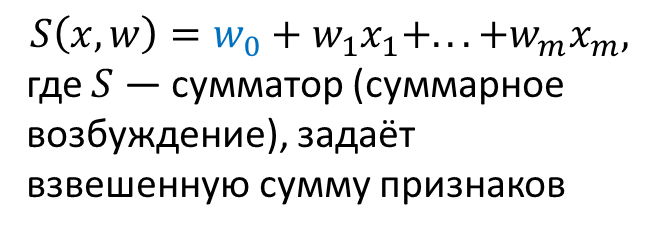 S(x, w) = w₀ + w₁x₁+...+wₘxₘ,
где S — сумматор (суммарное
возбуждение), задаёт
взвешенную сумму признаков